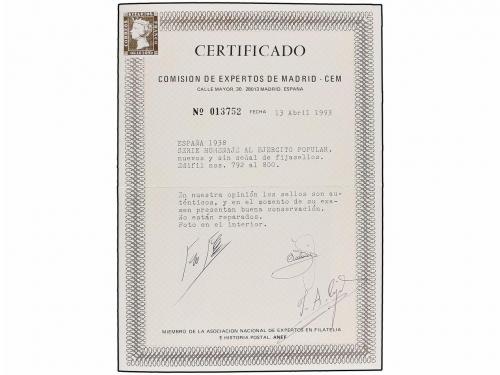 CERTIFICADO
COMISION DE EXPERTOS DE MADRID - CEM
CALLE MAYOR, 30. 28013 MADRID. ESPAÑA
Nº 013752 FECHA 13 Abril 1993
ESPAÑA 1938
SERIE HOMENAJE AL EJERCITO POPULAR,
nuevos y sin señal de fijasellos.
Edifil nos. 792 al 800.
En nuestra opinión los sellos son au-
ténticos, y en el momento de su exa-
men presentan buena conservación.
No están reparados.
Foto en el interior.
MIEMBRO DE LA ASOCIACION NACIONAL DE EXPERTOS EN FILATELIA
E HISTORIA POSTAL. ANEF